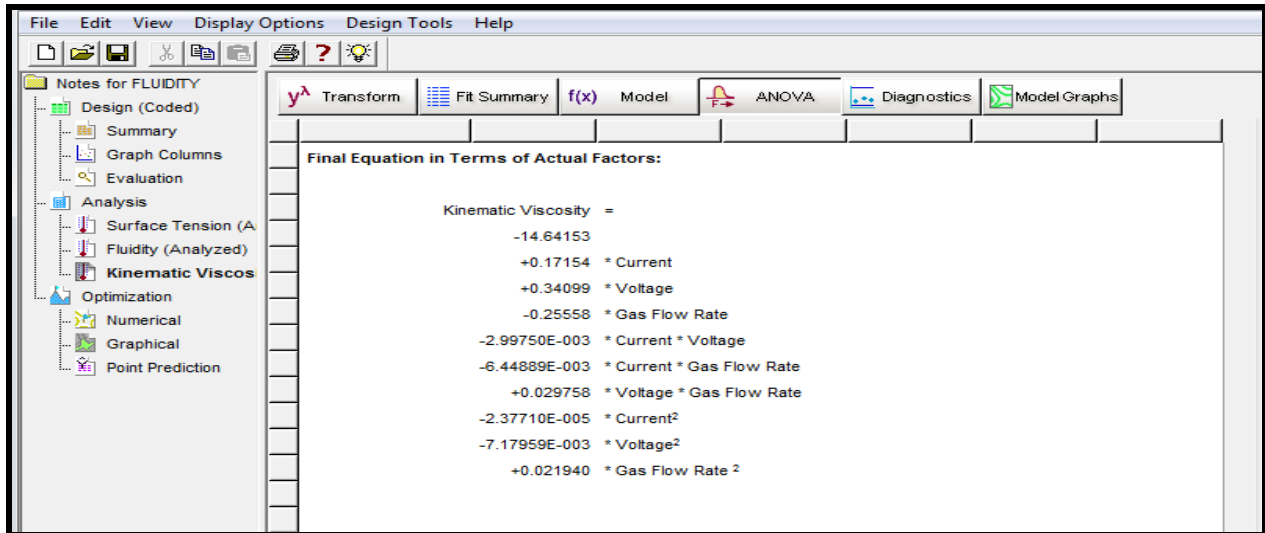 File Edit View Display Options Design Tools Help
?
Notes for FLUIDITY
Design (Coded)
Summary
Graph Columns
Evaluation
Analysis
Surface Tension (A
Fluidity (Analyzed)
Kinematic Viscos
Optimization
Numerical
Graphical
Point Prediction
yλ Transform Fit Summary f(x) Model F ANOVA Diagnostics Model Graphs
Final Equation in Terms of Actual Factors:
Kinematic Viscosity =
-14.64153
+0.17154 * Current
+0.34099 * Voltage
-0.25558 * Gas Flow Rate
-2.99750E-003 * Current * Voltage
-6.44889E-003 * Current * Gas Flow Rate
+0.029758 * Voltage * Gas Flow Rate
-2.37710E-005 * Current²
-7.17959E-003 * Voltage²
+0.021940 * Gas Flow Rate ²